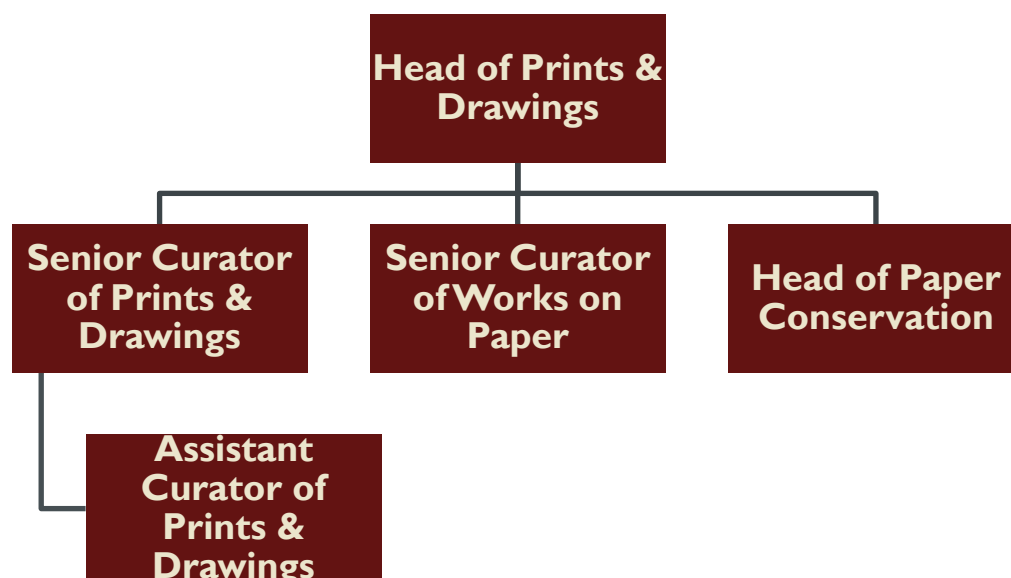 Head of Prints &
Drawings
Senior Curator
of Prints &
Drawings
Senior Curator
of Works on
Paper
Head of Paper
Conservation
Assistant
Curator of
Prints &
Drawings